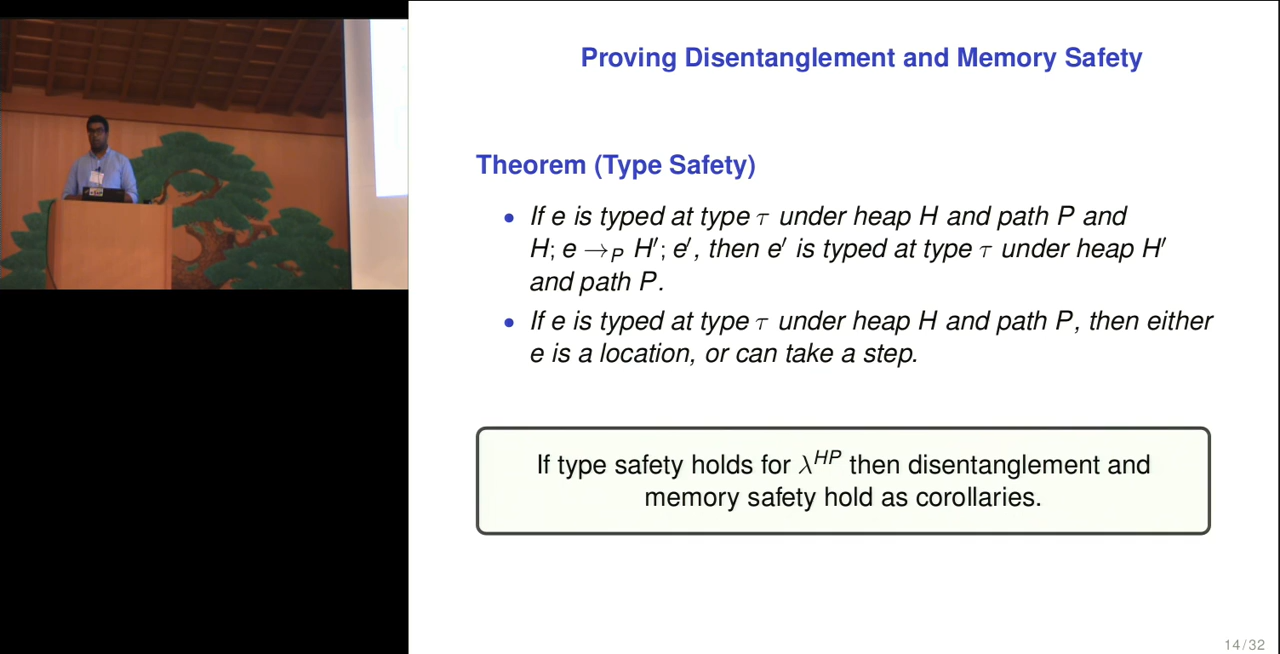 Proving Disentanglement and Memory Safety
Theorem (Type Safety)
• If e is typed at type τ under heap H and path P and
H; e →P H′; e′, then e′ is typed at type τ under heap H′
and path P.
• If e is typed at type τ under heap H and path P, then either
e is a location, or can take a step.
If type safety holds for λHP then disentanglement and
memory safety hold as corollaries.
14/32